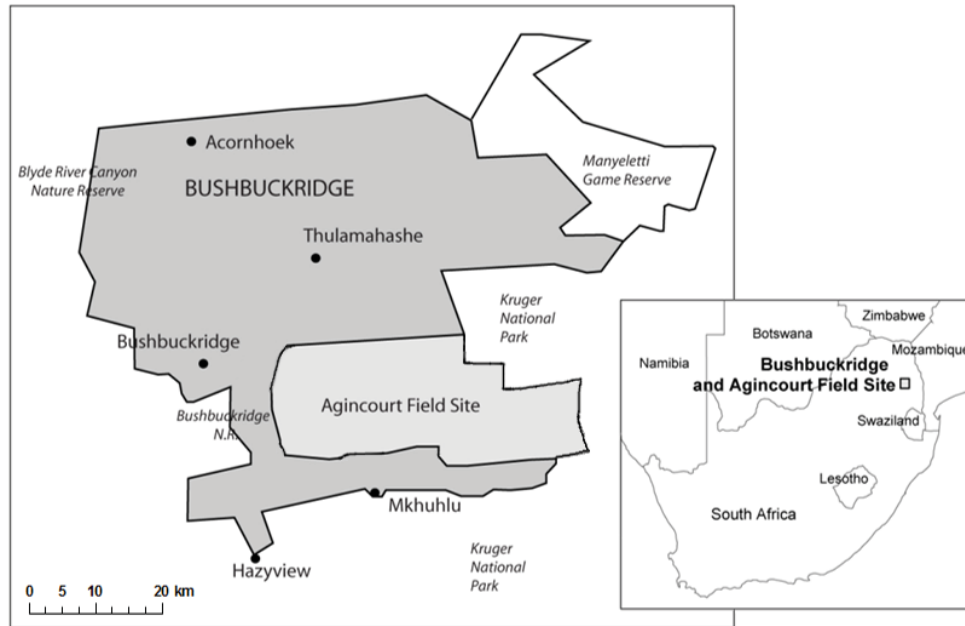 Acornhoek
Blyde River Canyon
Nature Reserve
BUSHBUCKRIDGE
Manyeletti
Game Reserve
Thulamahashe
Kruger
National
Park
Bushbuckridge
Agincourt Field Site
Bushbuckridge
N.R.
Mkhuhlu
Hazyview
Kruger
National
Park
0 5 10 20 km
Zimbabwe
Botswana
Mozambique
Namibia
Bushbuckridge
and Agincourt Field Site
Swaziland
Lesotho
South Africa